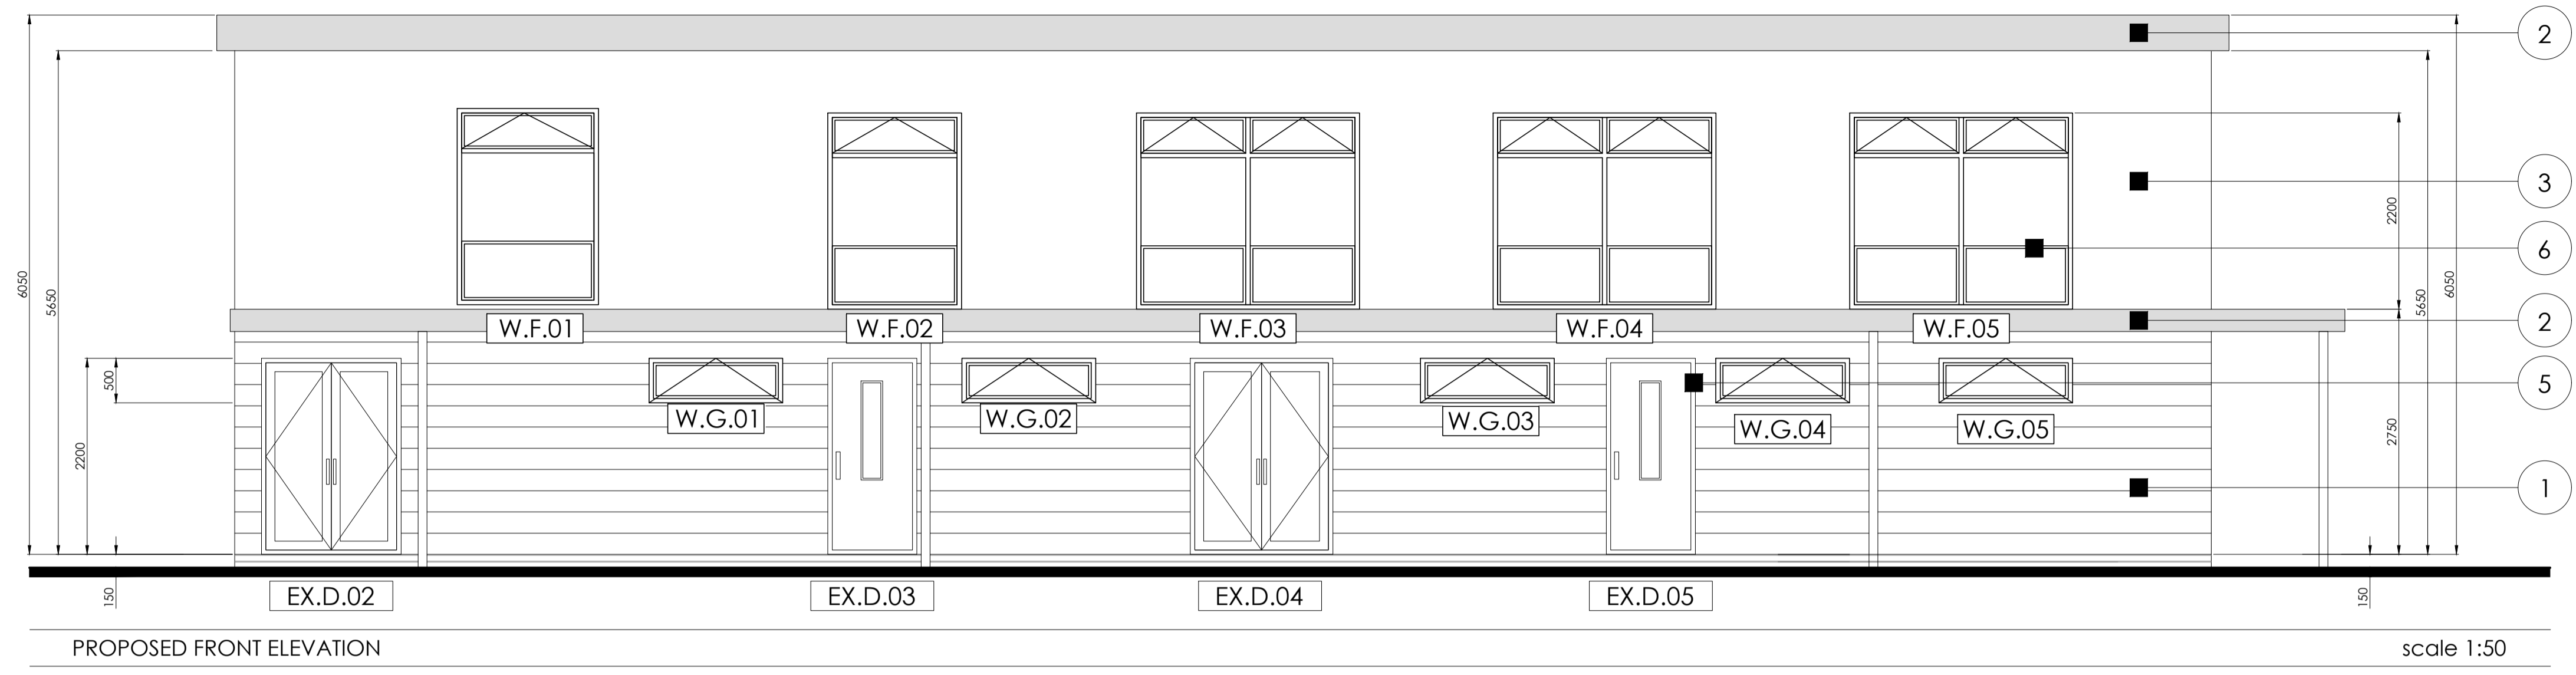 2
3
6
2
5
1
6050
5650
500
2200
150
2200
5650
6050
2750
150
W.F.01
W.F.02
W.F.03
W.F.04
W.F.05
W.G.01
W.G.02
W.G.03
W.G.04
W.G.05
EX.D.02
EX.D.03
EX.D.04
EX.D.05
PROPOSED FRONT ELEVATION
scale 1:50